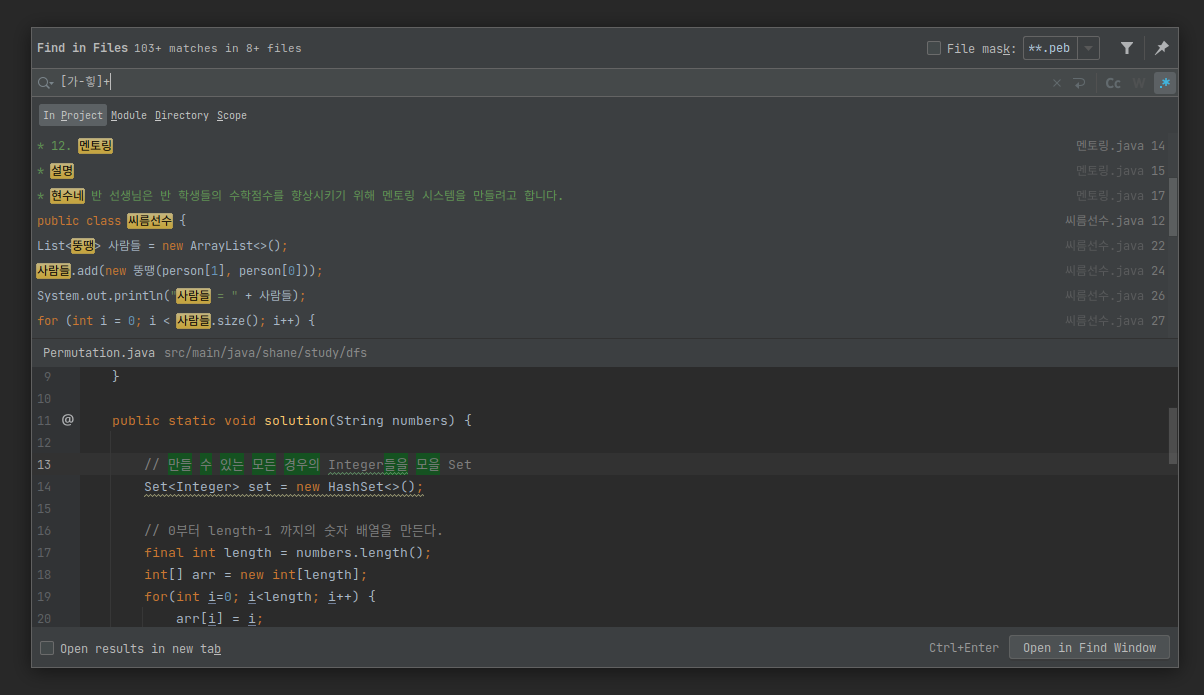 Find in Files 103+ matches in 8+ files
File mask: **.peb
[가-힣]+
Cc W .*
In Project Module Directory Scope
* 12. 멘토링 멘토링.java 14
* 설명 멘토링.java 15
* 현수네 반 선생님은 반 학생들의 수학점수를 향상시키기 위해 멘토링 시스템을 만들려고 합니다. 멘토링.java 17
public class 씨름선수 { 씨름선수.java 12
List<뚱땡> 사람들 = new ArrayList<>(); 씨름선수.java 22
사람들.add(new 뚱땡(person[1], person[0])); 씨름선수.java 24
System.out.println("사람들 = " + 사람들); 씨름선수.java 26
for (int i = 0; i < 사람들.size(); i++) { 씨름선수.java 27
Permutation.java src/main/java/shane/study/dfs
9 }
10
11 @ public static void solution(String numbers) {
12
13 // 만들 수 있는 모든 경우의 Integer들을 모을 Set
14 Set<Integer> set = new HashSet<>();
15
16 // 0부터 length-1 까지의 숫자 배열을 만든다.
17 final int length = numbers.length();
18 int[] arr = new int[length];
19 for(int i=0; i<length; i++) {
20 arr[i] = i;
Open results in new tab
Ctrl+Enter Open in Find Window